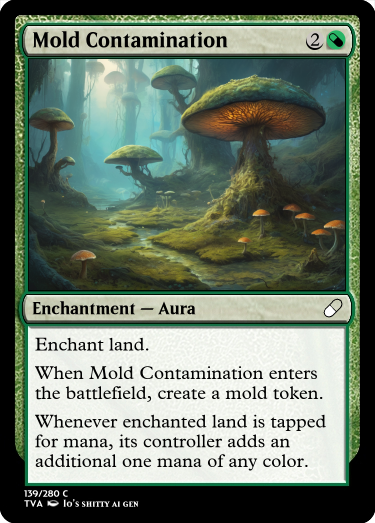 Mold Contamination 2
Enchantment — Aura
Enchant land.
When Mold Contamination enters
the battlefield, create a mold token.
Whenever enchanted land is tapped
for mana, its controller adds an
additional one mana of any color.
139/280 C
TVA Io's shitty ai gen